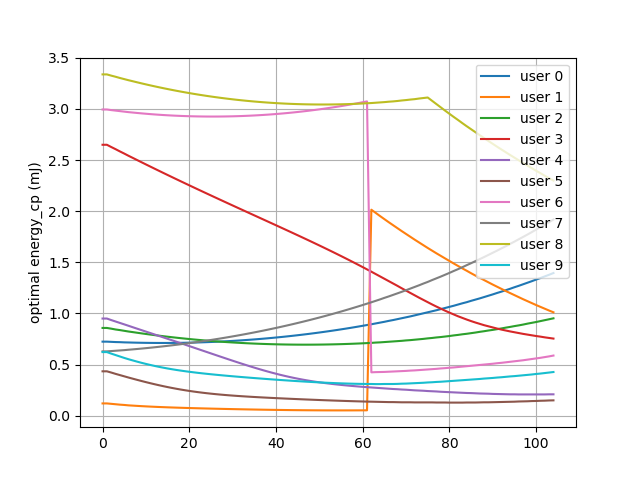 optimal energy_cp (mJ)
3.5
3.0
2.5
2.0
1.5
1.0
0.5
0.0
0
20
40
60
80
100
user 0
user 1
user 2
user 3
user 4
user 5
user 6
user 7
user 8
user 9